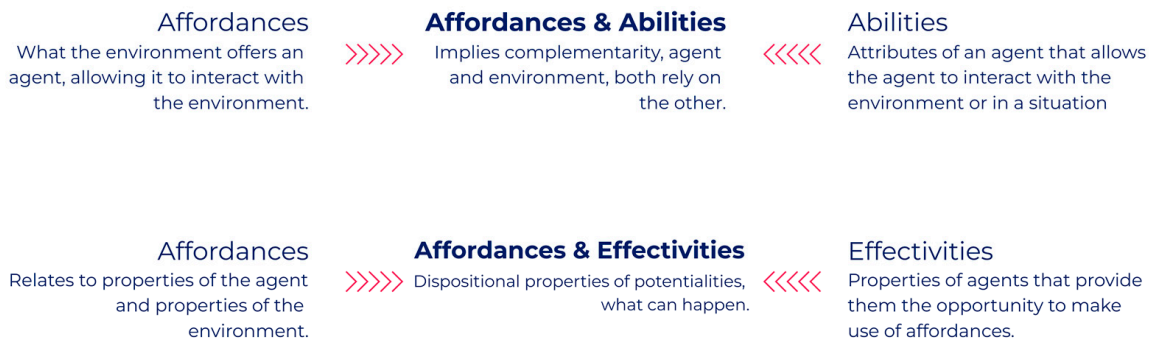 Affordances
What the environment offers an
agent, allowing it to interact with
the environment.
Affordances & Abilities
Implies complementarity, agent
and environment, both rely on
the other.
Abilities
Attributes of an agent that allows
the agent to interact with the
environment or in a situation
Affordances
Relates to properties of the agent
and properties of the
environment.
Affordances & Effectivities
Dispositional properties of potentialities,
what can happen.
Effectivities
Properties of agents that provide
them the opportunity to make
use of affordances.